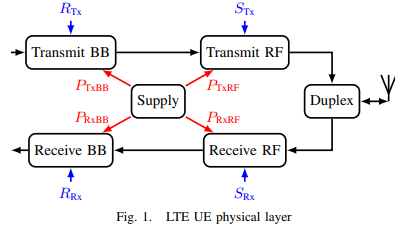 R_Tx S_Tx
Transmit BB Transmit RF
P_TxBB P_TxRF
Supply Duplex
P_RxBB P_RxRF
Receive BB Receive RF
R_Rx S_Rx
Fig. 1. LTE UE physical layer